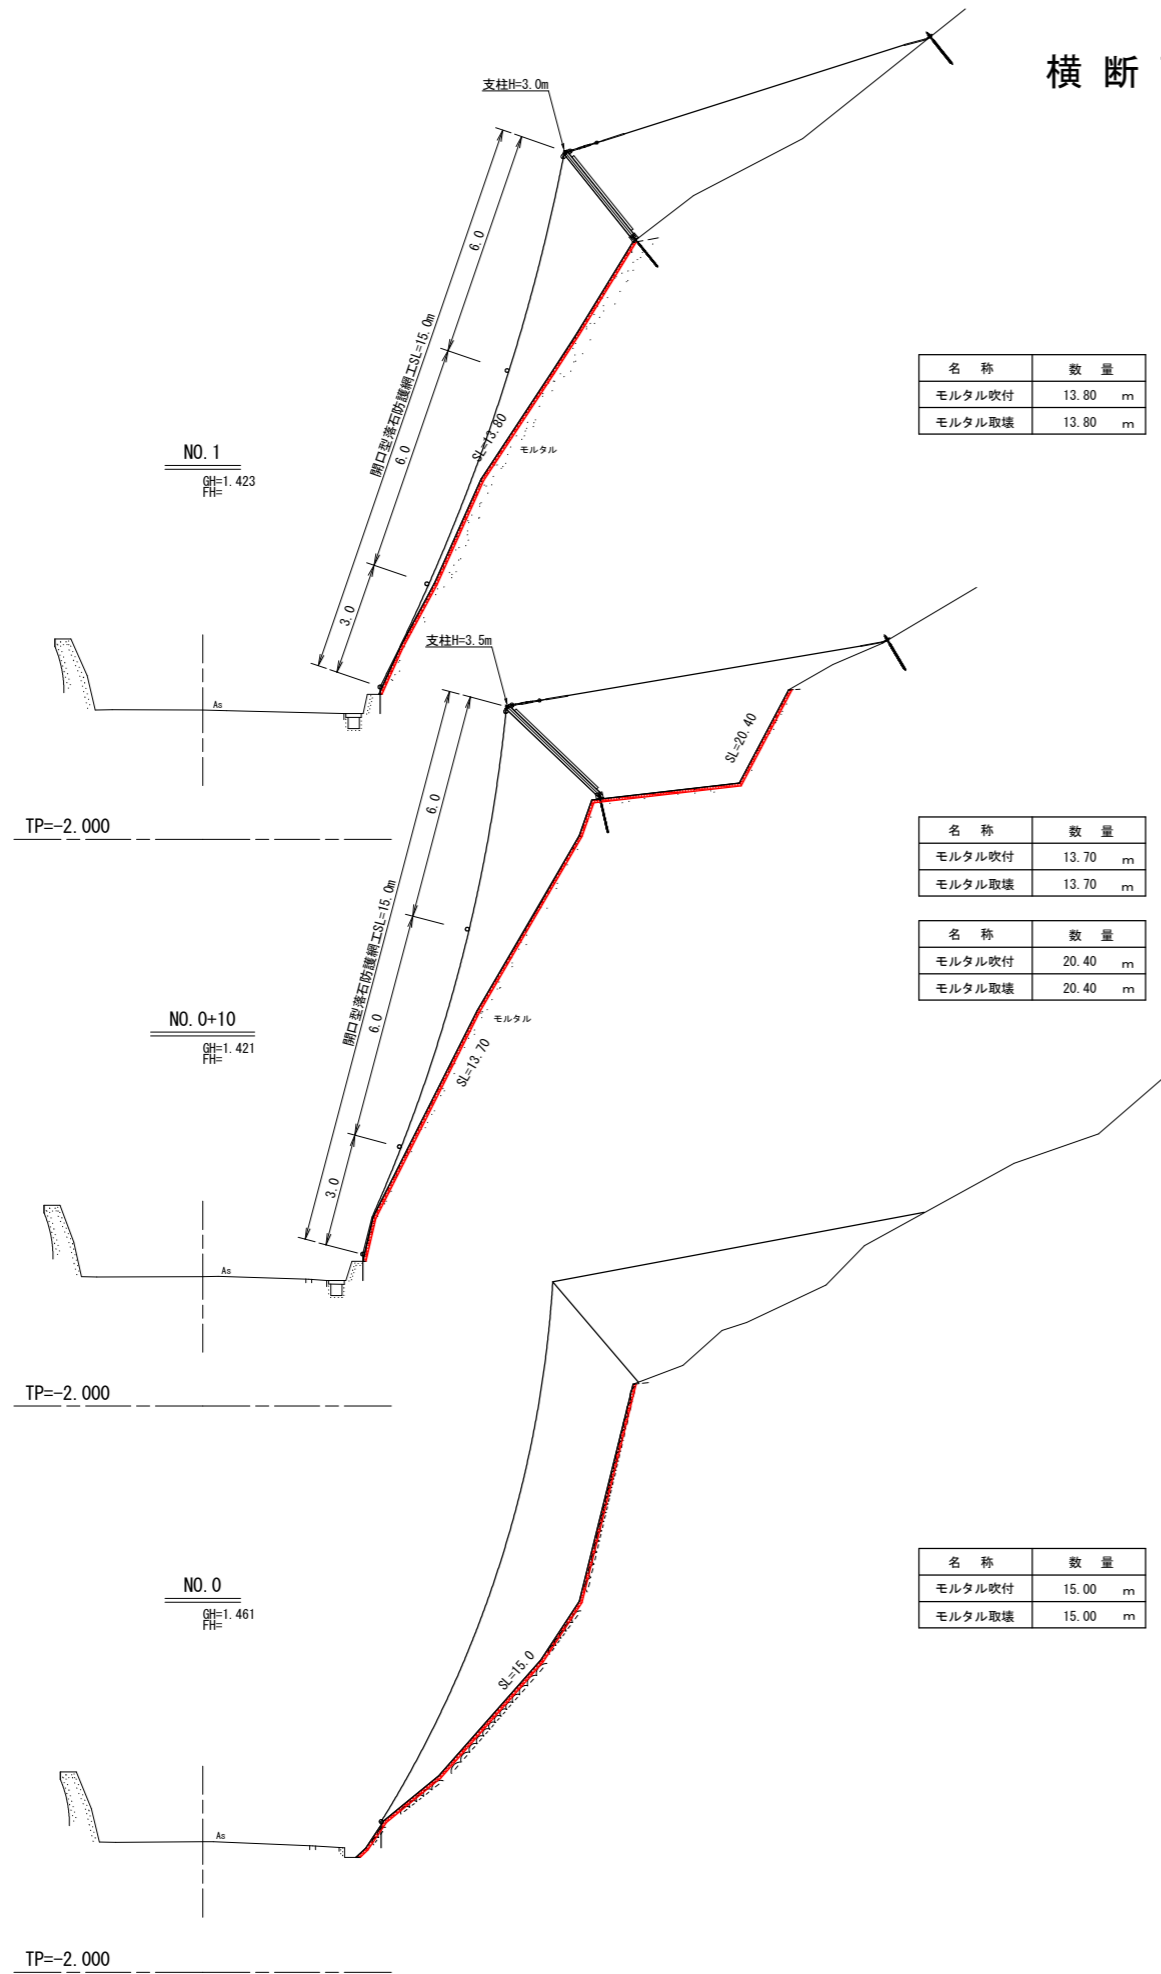 横 断
支柱H=3.0m
6.0
開口型落石防護網工SL=15.0m
6.0
SL=13.80
モルタル
3.0
NO.1
GH=1.423
FH=
As
TP=-2.000
名 称 数 量
モルタル吹付 13.80 m
モルタル取壊 13.80 m
支柱H=3.5m
SL=20.40
6.0
開口型落石防護網工SL=15.0m
6.0
モルタル
SL=13.70
3.0
NO.0+10
GH=1.421
FH=
As
TP=-2.000
名 称 数 量
モルタル吹付 13.70 m
モルタル取壊 13.70 m
名 称 数 量
モルタル吹付 20.40 m
モルタル取壊 20.40 m
NO.0
GH=1.461
FH=
SL=15.0
As
TP=-2.000
名 称 数 量
モルタル吹付 15.00 m
モルタル取壊 15.00 m